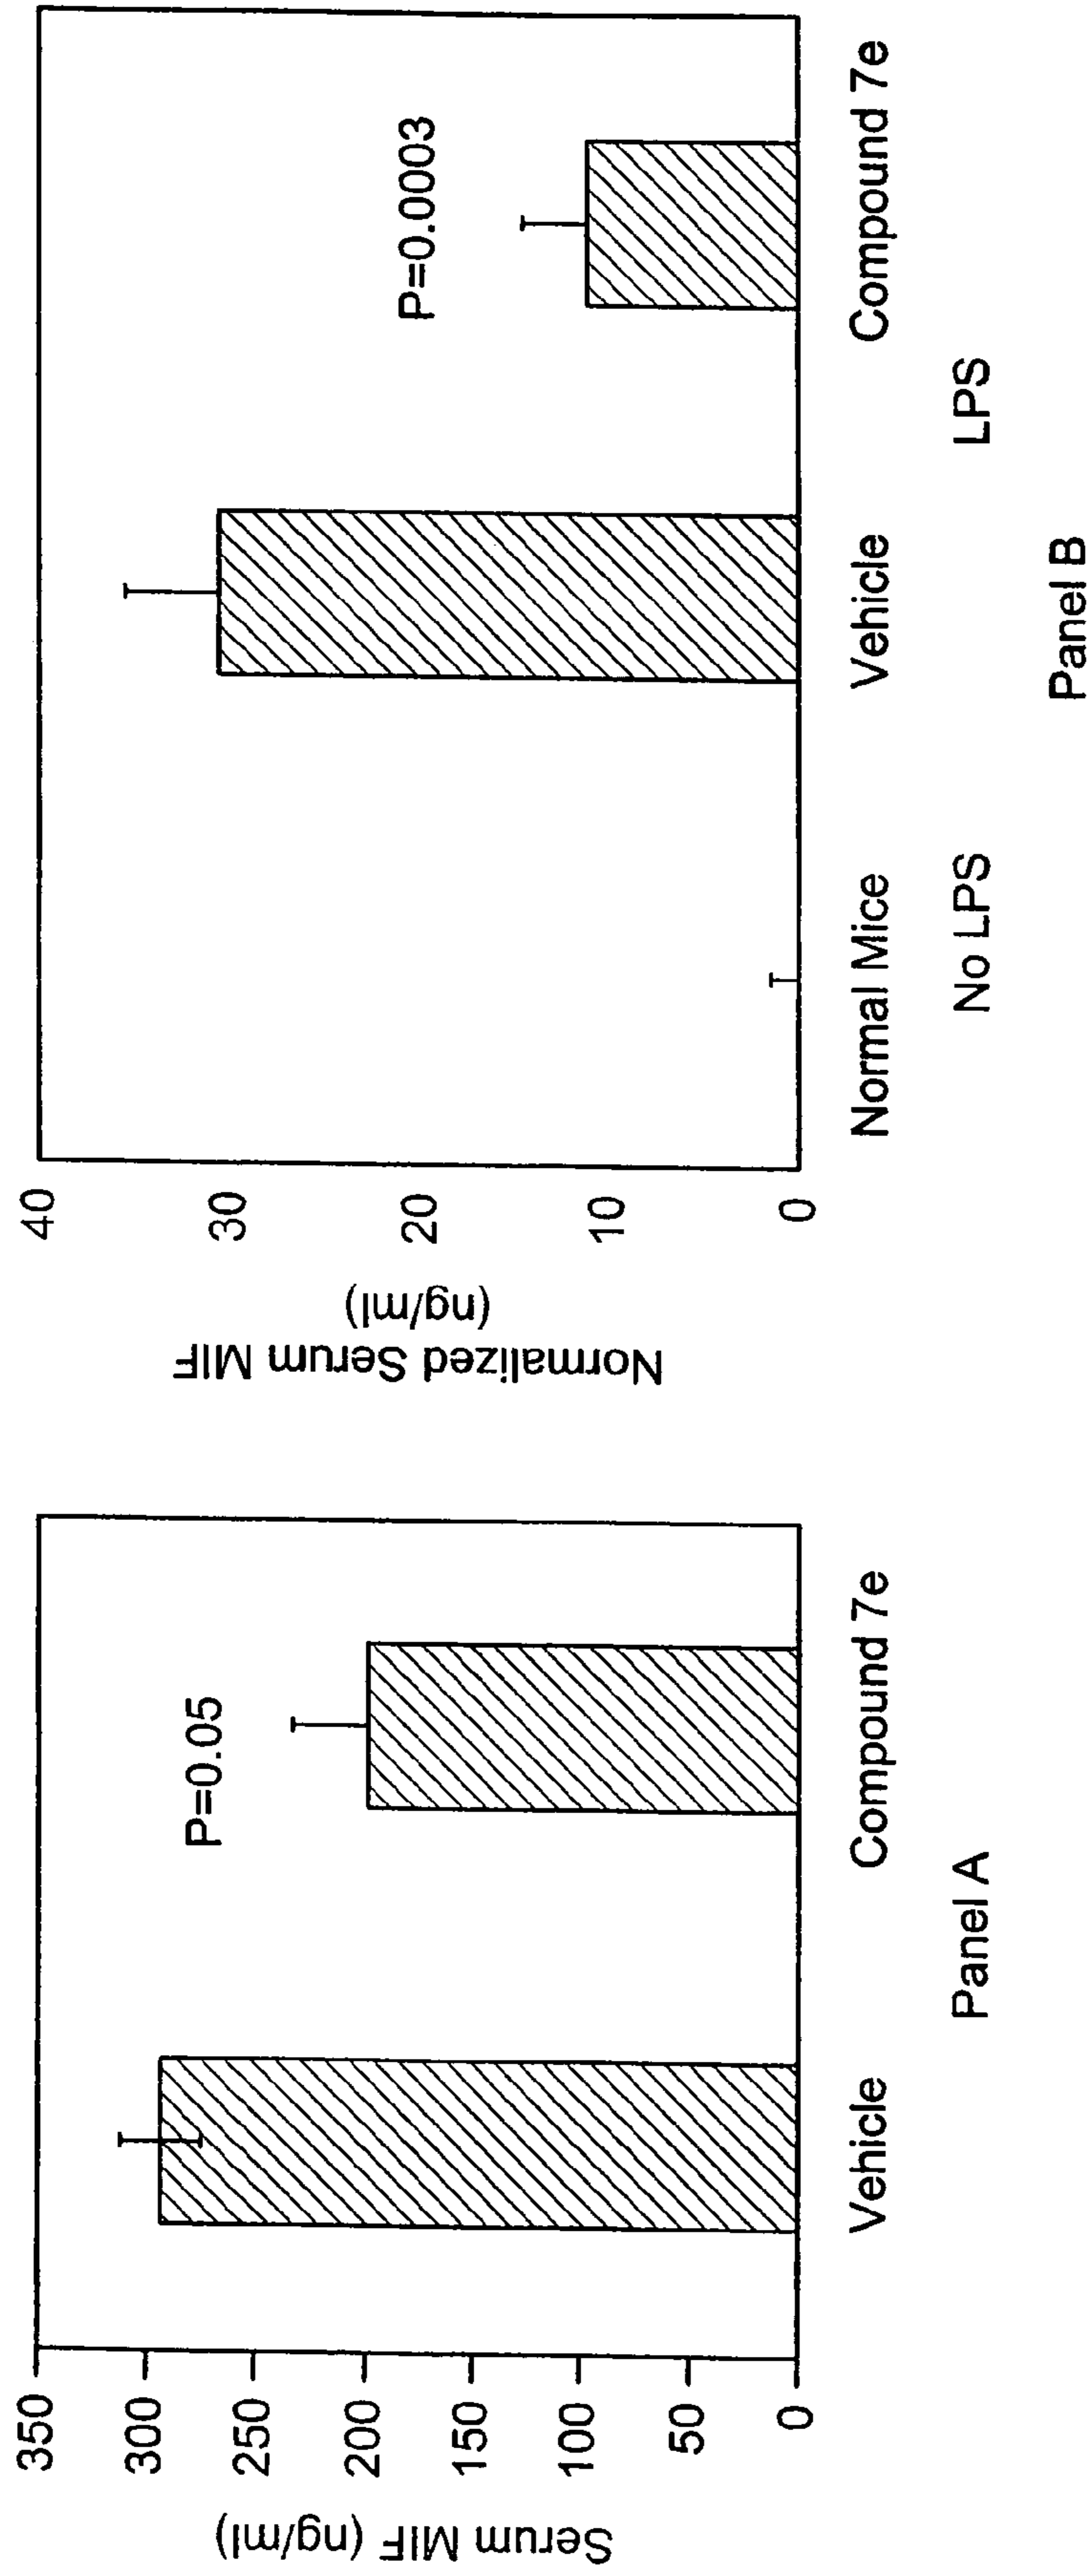 Serum MIF (ng/ml)
350
300
250
200
150
100
50
0
P=0.05
Vehicle
Compound 7e
Panel A
Normalized Serum MIF
(ng/ml)
40
30
20
10
0
P=0.0003
Normal Mice
Vehicle
Compound 7e
No LPS
LPS
Panel B